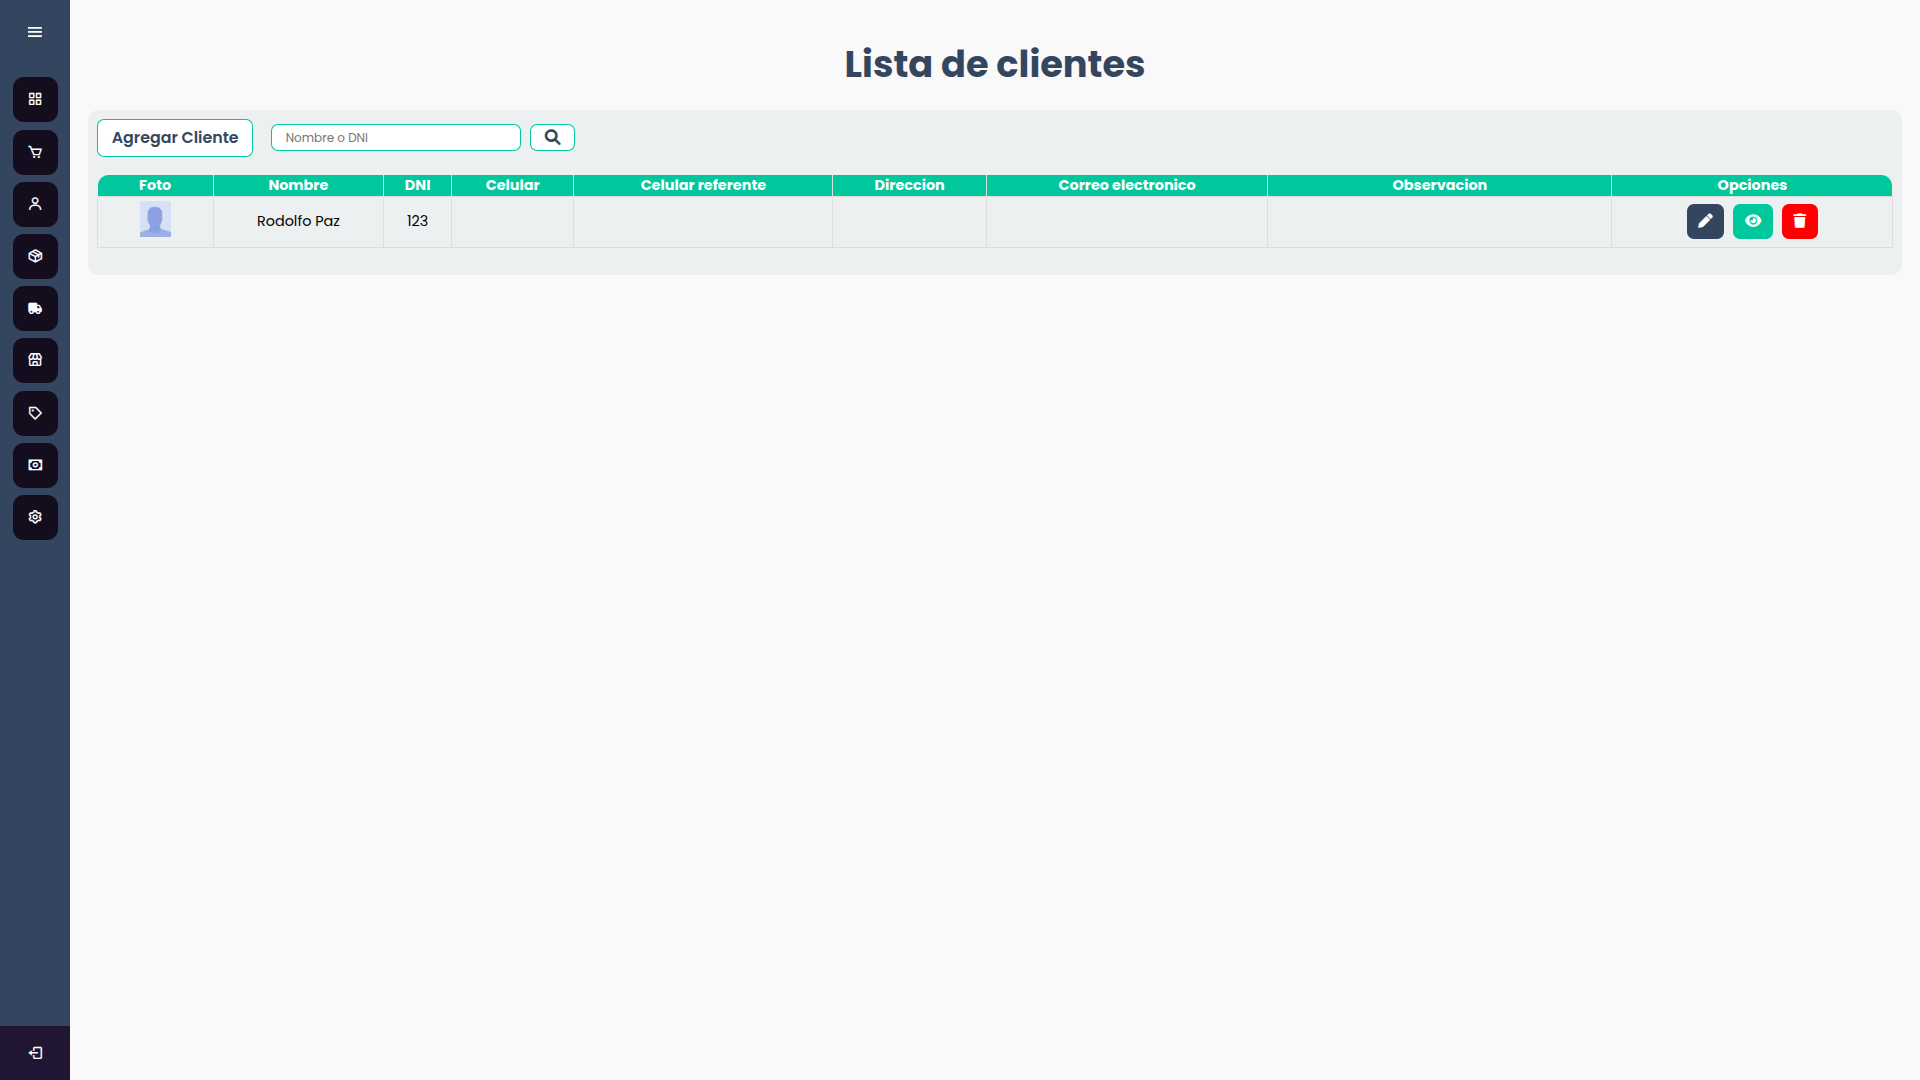 Lista de clientes
Agregar Cliente Nombre o DNI
Foto Nombre DNI Celular Celular referente Direccion Correo electronico Observacion Opciones
Rodolfo Paz 123